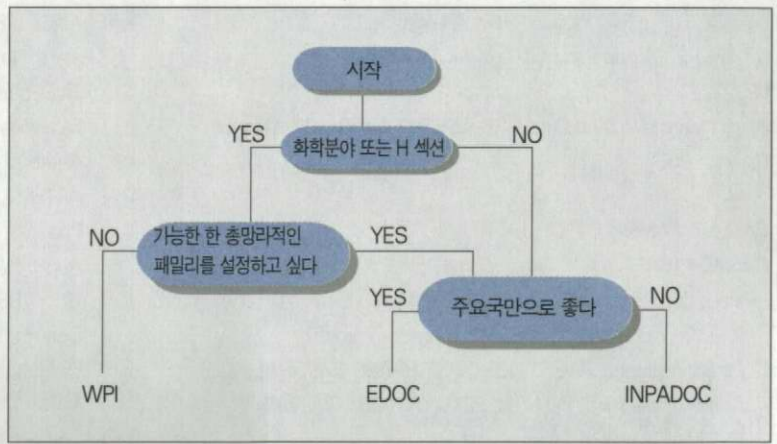 시작
YES
화학분야 또는 H 섹션
NO
NO
가능한 한 총망라적인
패밀리를 설정하고 싶다
YES
YES
주요국만으로 좋다
NO
WPI
EDOC
INPADOC